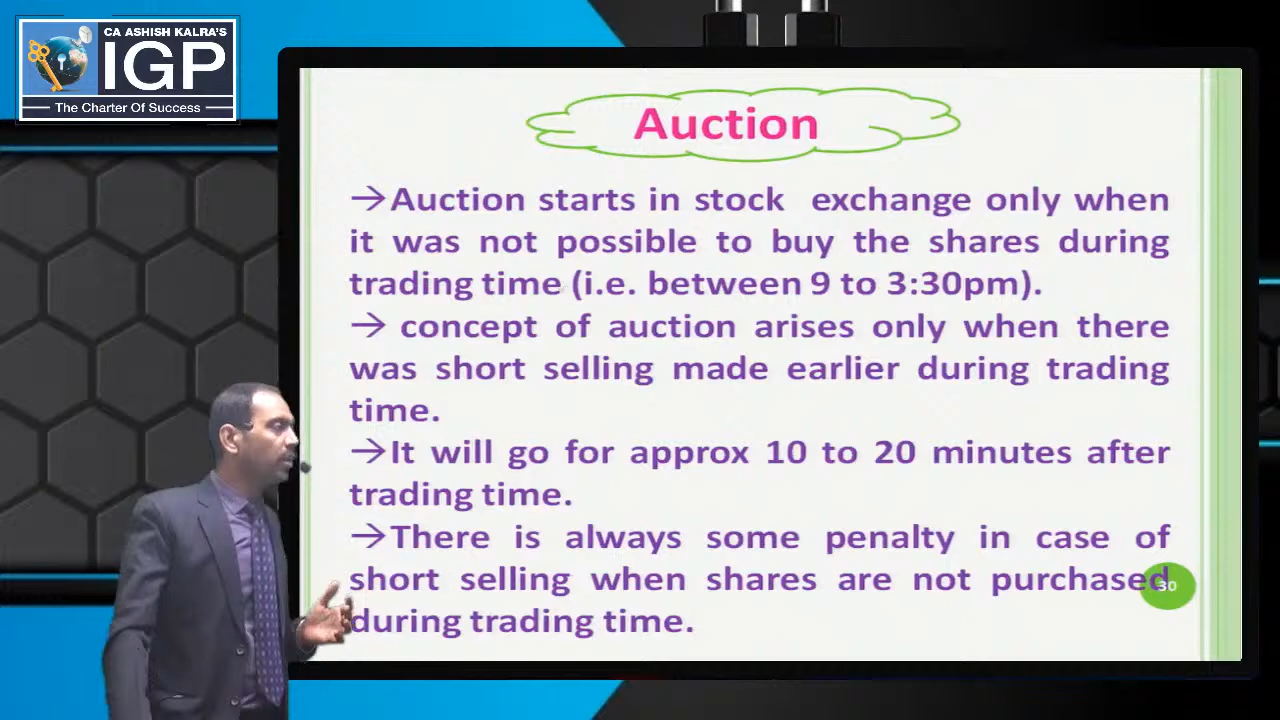 CA ASHISH KALRA'S
IGP
The Charter Of Success
Auction
→Auction starts in stock exchange only when
it was not possible to buy the shares during
trading time (i.e. between 9 to 3:30pm).
→ concept of auction arises only when there
was short selling made earlier during trading
time.
→It will go for approx 10 to 20 minutes after
trading time.
→There is always some penalty in case of
short selling when shares are not purchased
during trading time.
30